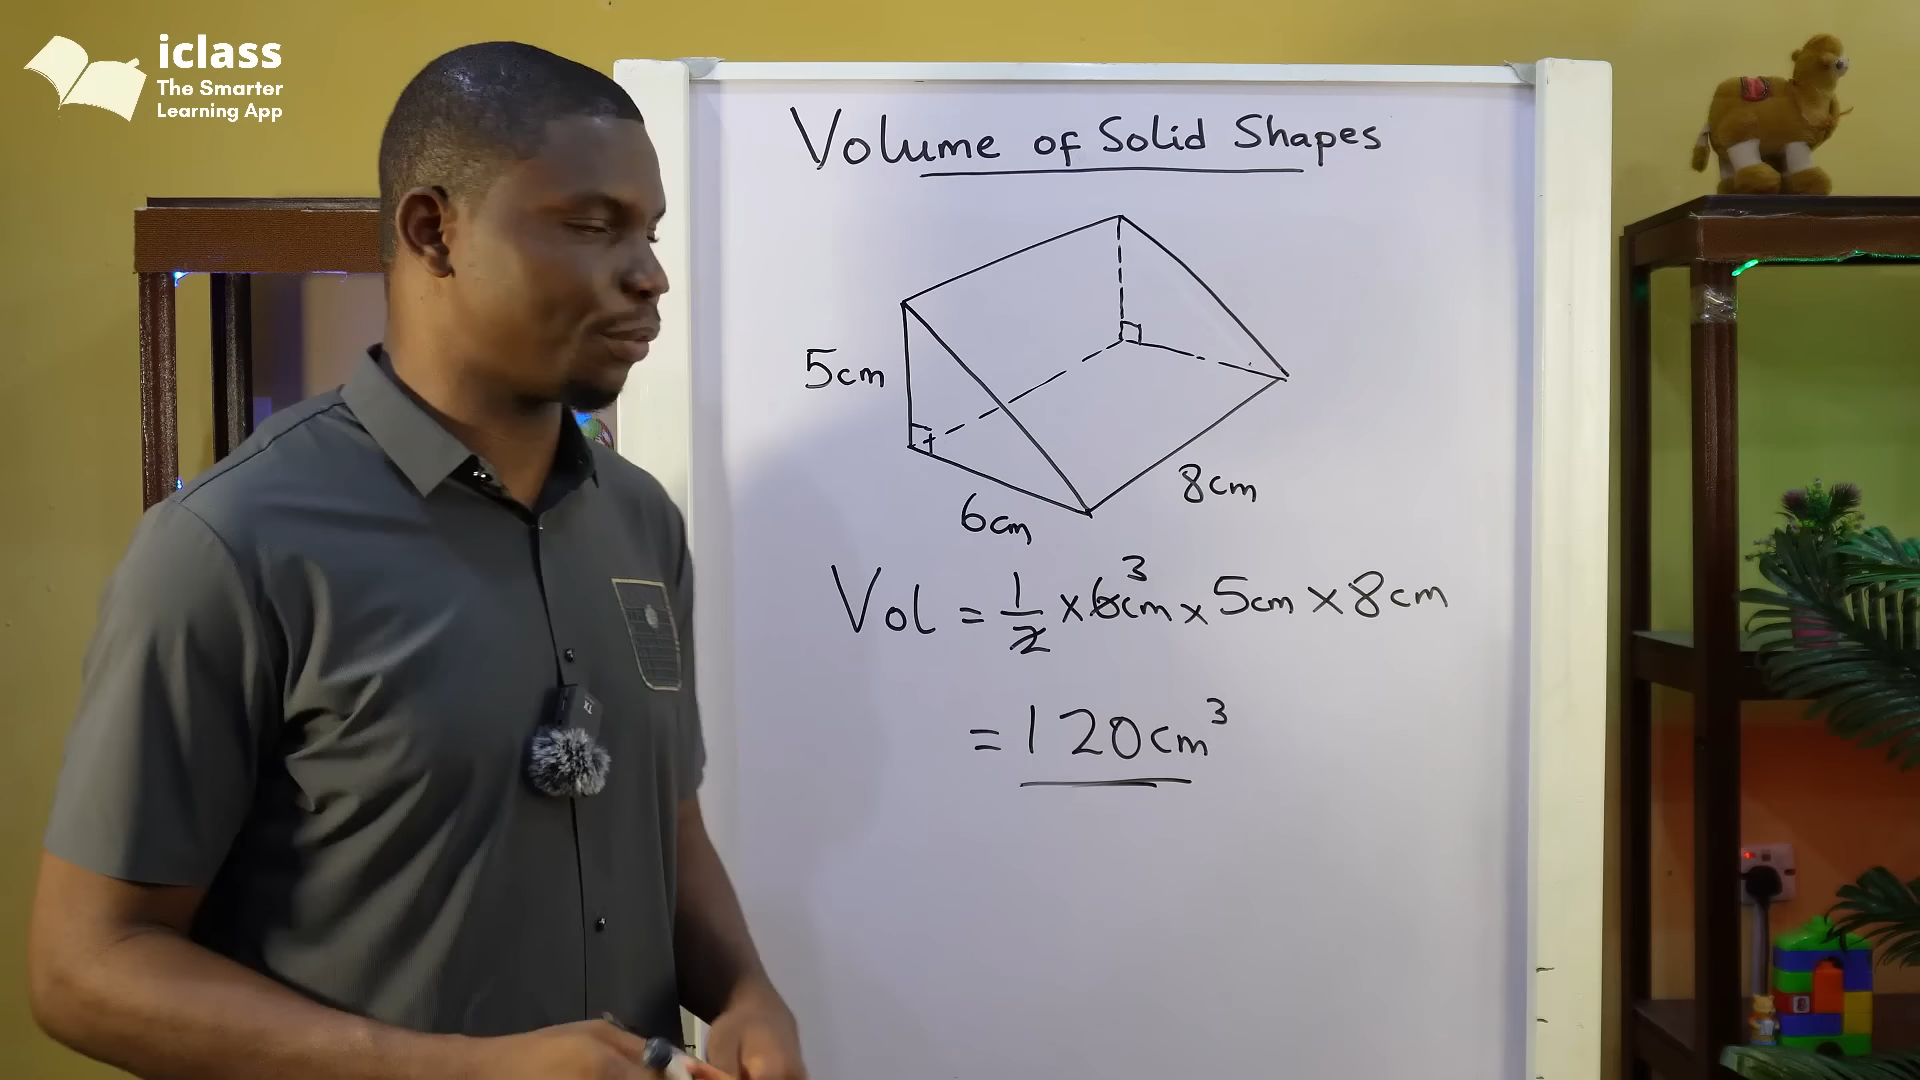 iclass
The Smarter
Learning App
Volume of Solid Shapes
5cm
6cm
8cm
Vol = 1/2 × 6cm 3 × 5cm × 8cm
= 120cm³